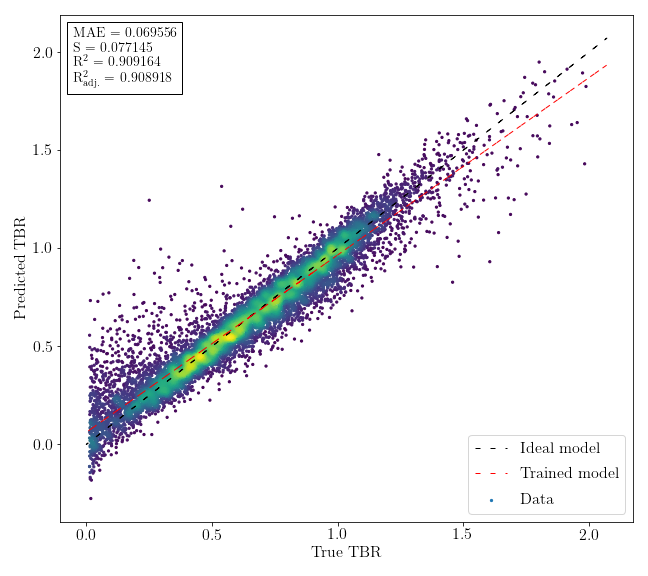 MAE = 0.069556
S = 0.077145
R² = 0.909164
R²adj. = 0.908918
2.0
1.5
1.0
0.5
0.0
Predicted TBR
Ideal model
Trained model
Data
0.0 0.5 1.0 1.5 2.0
True TBR